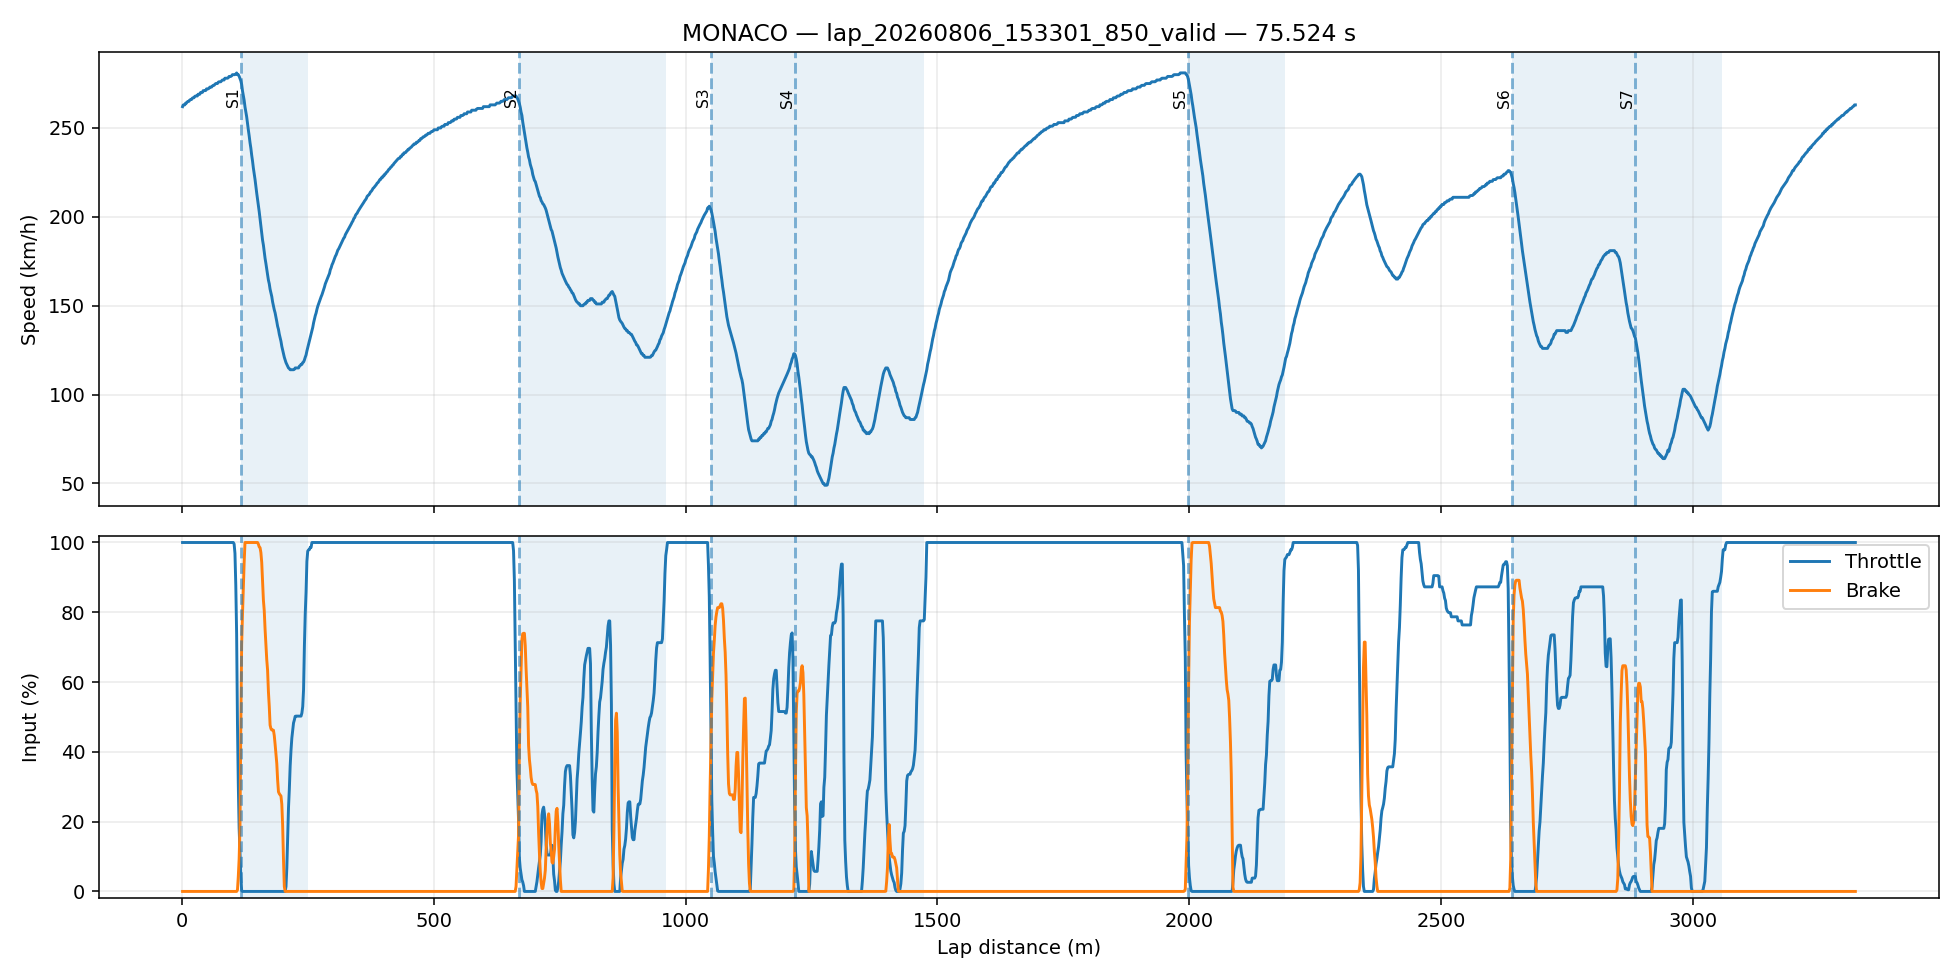 MONACO — lap_20260806_153301_850_valid — 75.524 s
Speed (km/h)
250
200
150
100
50
S1
S2
S3
S4
S5
S6
S7
Input (%)
100
80
60
40
20
0
Throttle
Brake
0
500
1000
1500
2000
2500
3000
Lap distance (m)